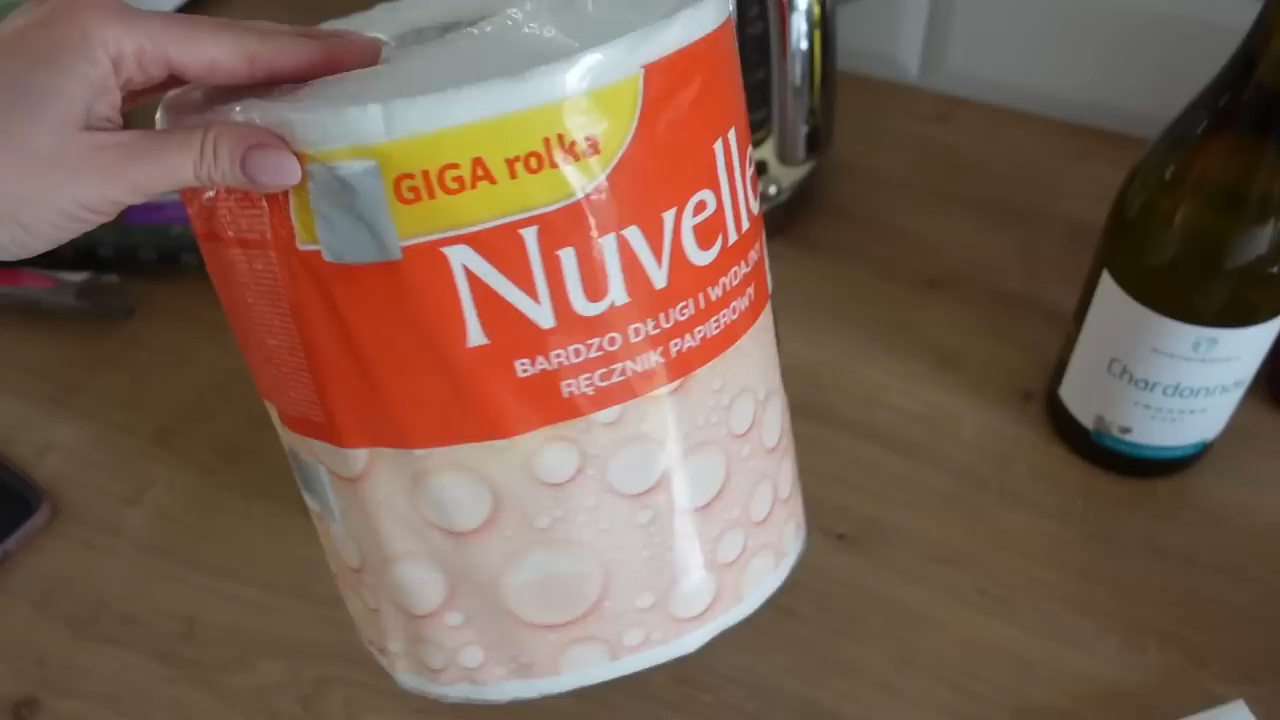 GIGA rolka
Nuvelle
BARDZO DŁUGI I WYDAJNY
RĘCZNIK PAPIEROWY
Chardonnay